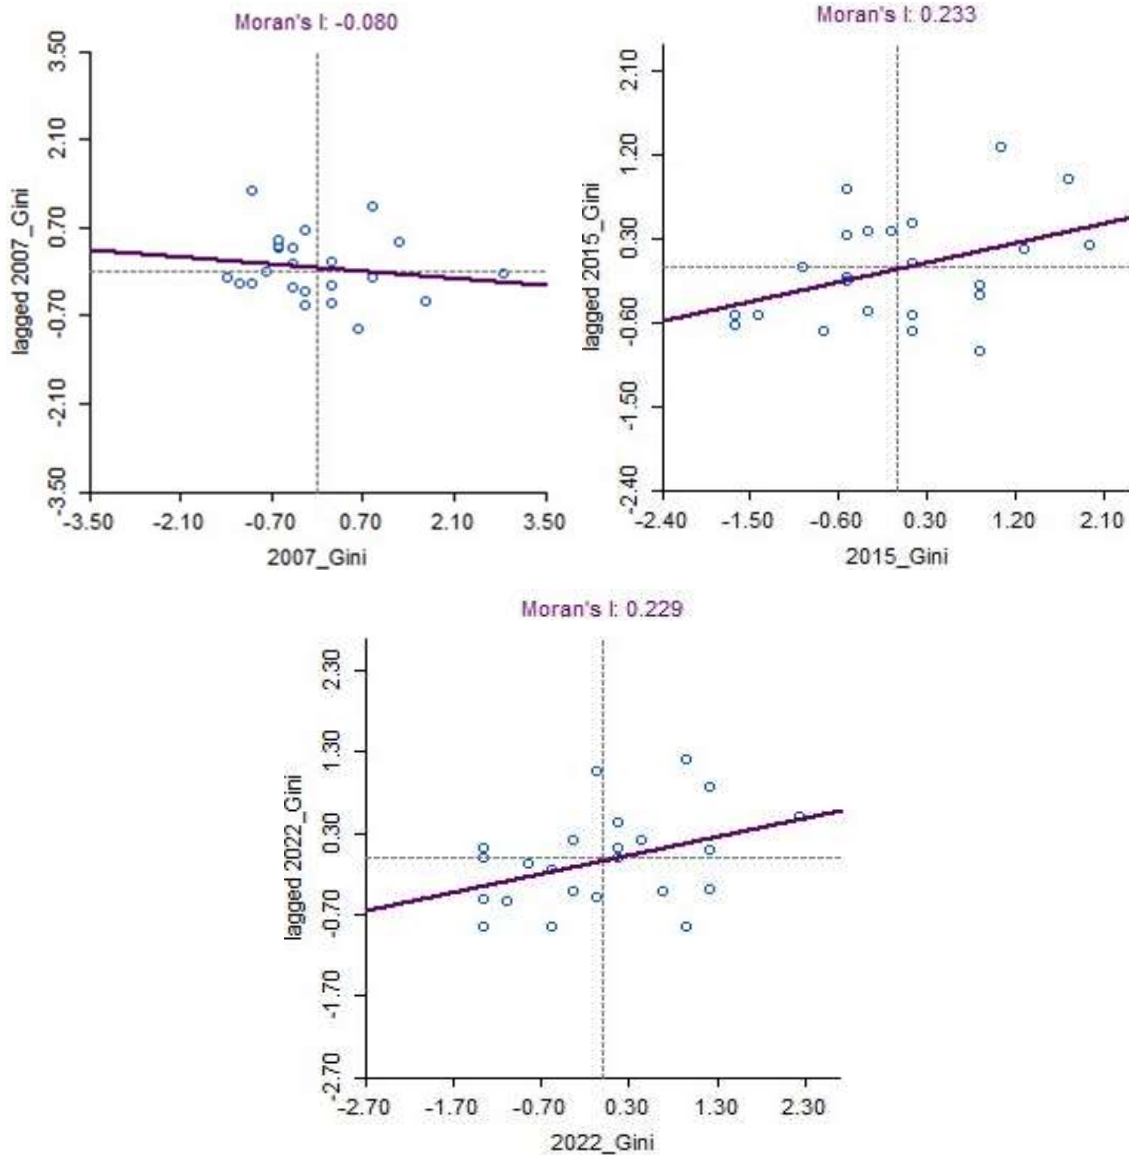 Moran's I: -0.080
3.50
2.10
0.70
-0.70
-2.10
-3.50
lagged 2007_Gini
-3.50 -2.10 -0.70 0.70 2.10 3.50
2007_Gini
Moran's I: 0.233
2.10
1.20
0.30
-0.60
-1.50
-2.40
lagged 2015_Gini
-2.40 -1.50 -0.60 0.30 1.20 2.10
2015_Gini
Moran's I: 0.229
2.30
1.30
0.30
-0.70
-1.70
-2.70
lagged 2022_Gini
-2.70 -1.70 -0.70 0.30 1.30 2.30
2022_Gini